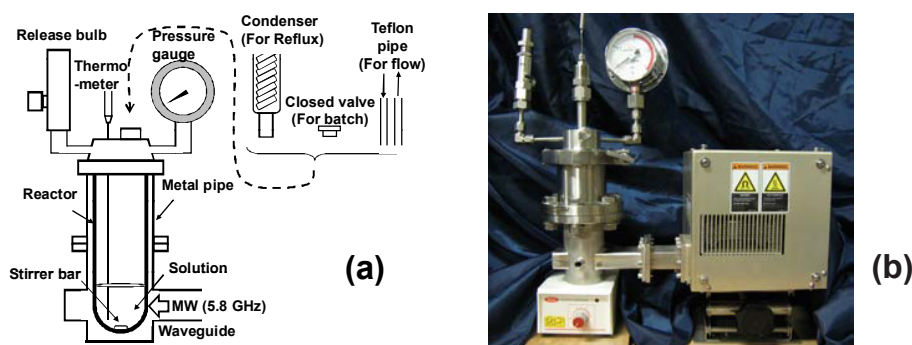 Release bulb
Thermo
-meter
Pressure
gauge
Condenser
(For Reflux)
Closed valve
(For batch)
Teflon
pipe
(For flow)
Reactor
Metal pipe
Stirrer bar
Solution
MW (5.8 GHz)
Waveguide
(a)
(b)